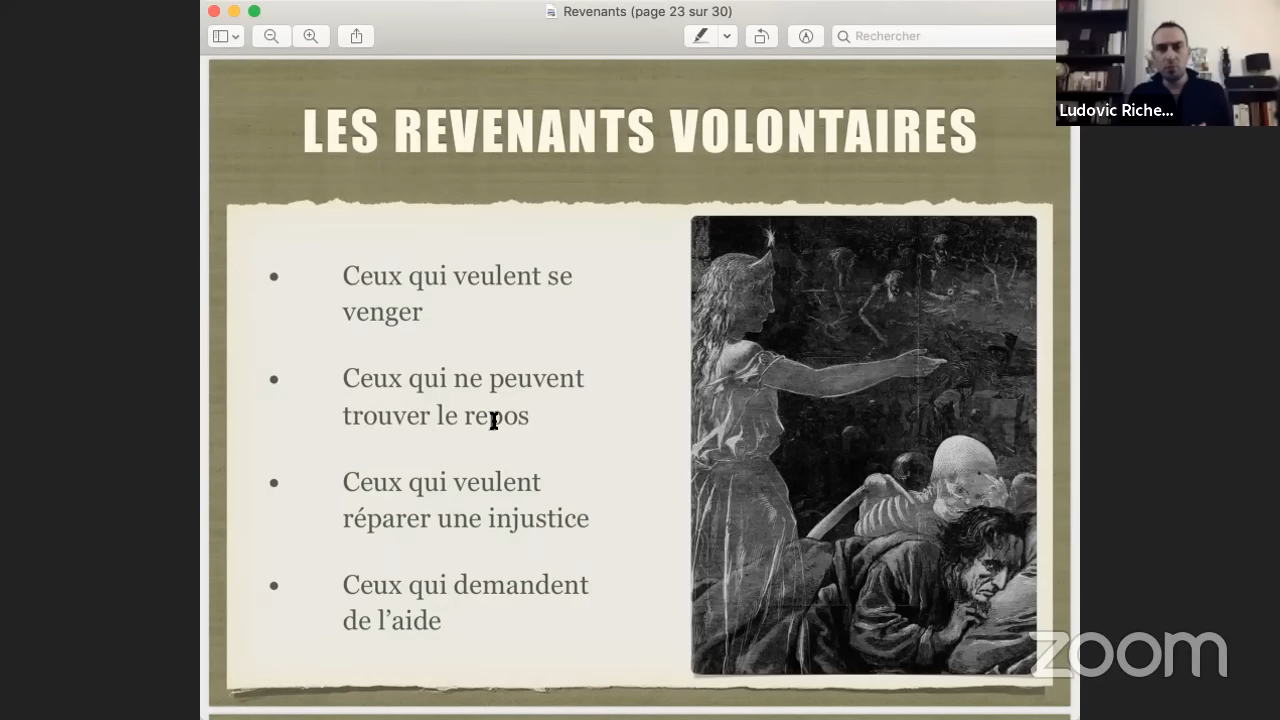 Revenants (page 23 sur 30)
Rechercher
Ludovic Riche...
LES REVENANTS VOLONTAIRES
• Ceux qui veulent se
venger
• Ceux qui ne peuvent
trouver le repos
• Ceux qui veulent
réparer une injustice
• Ceux qui demandent
de l’aide
zoom